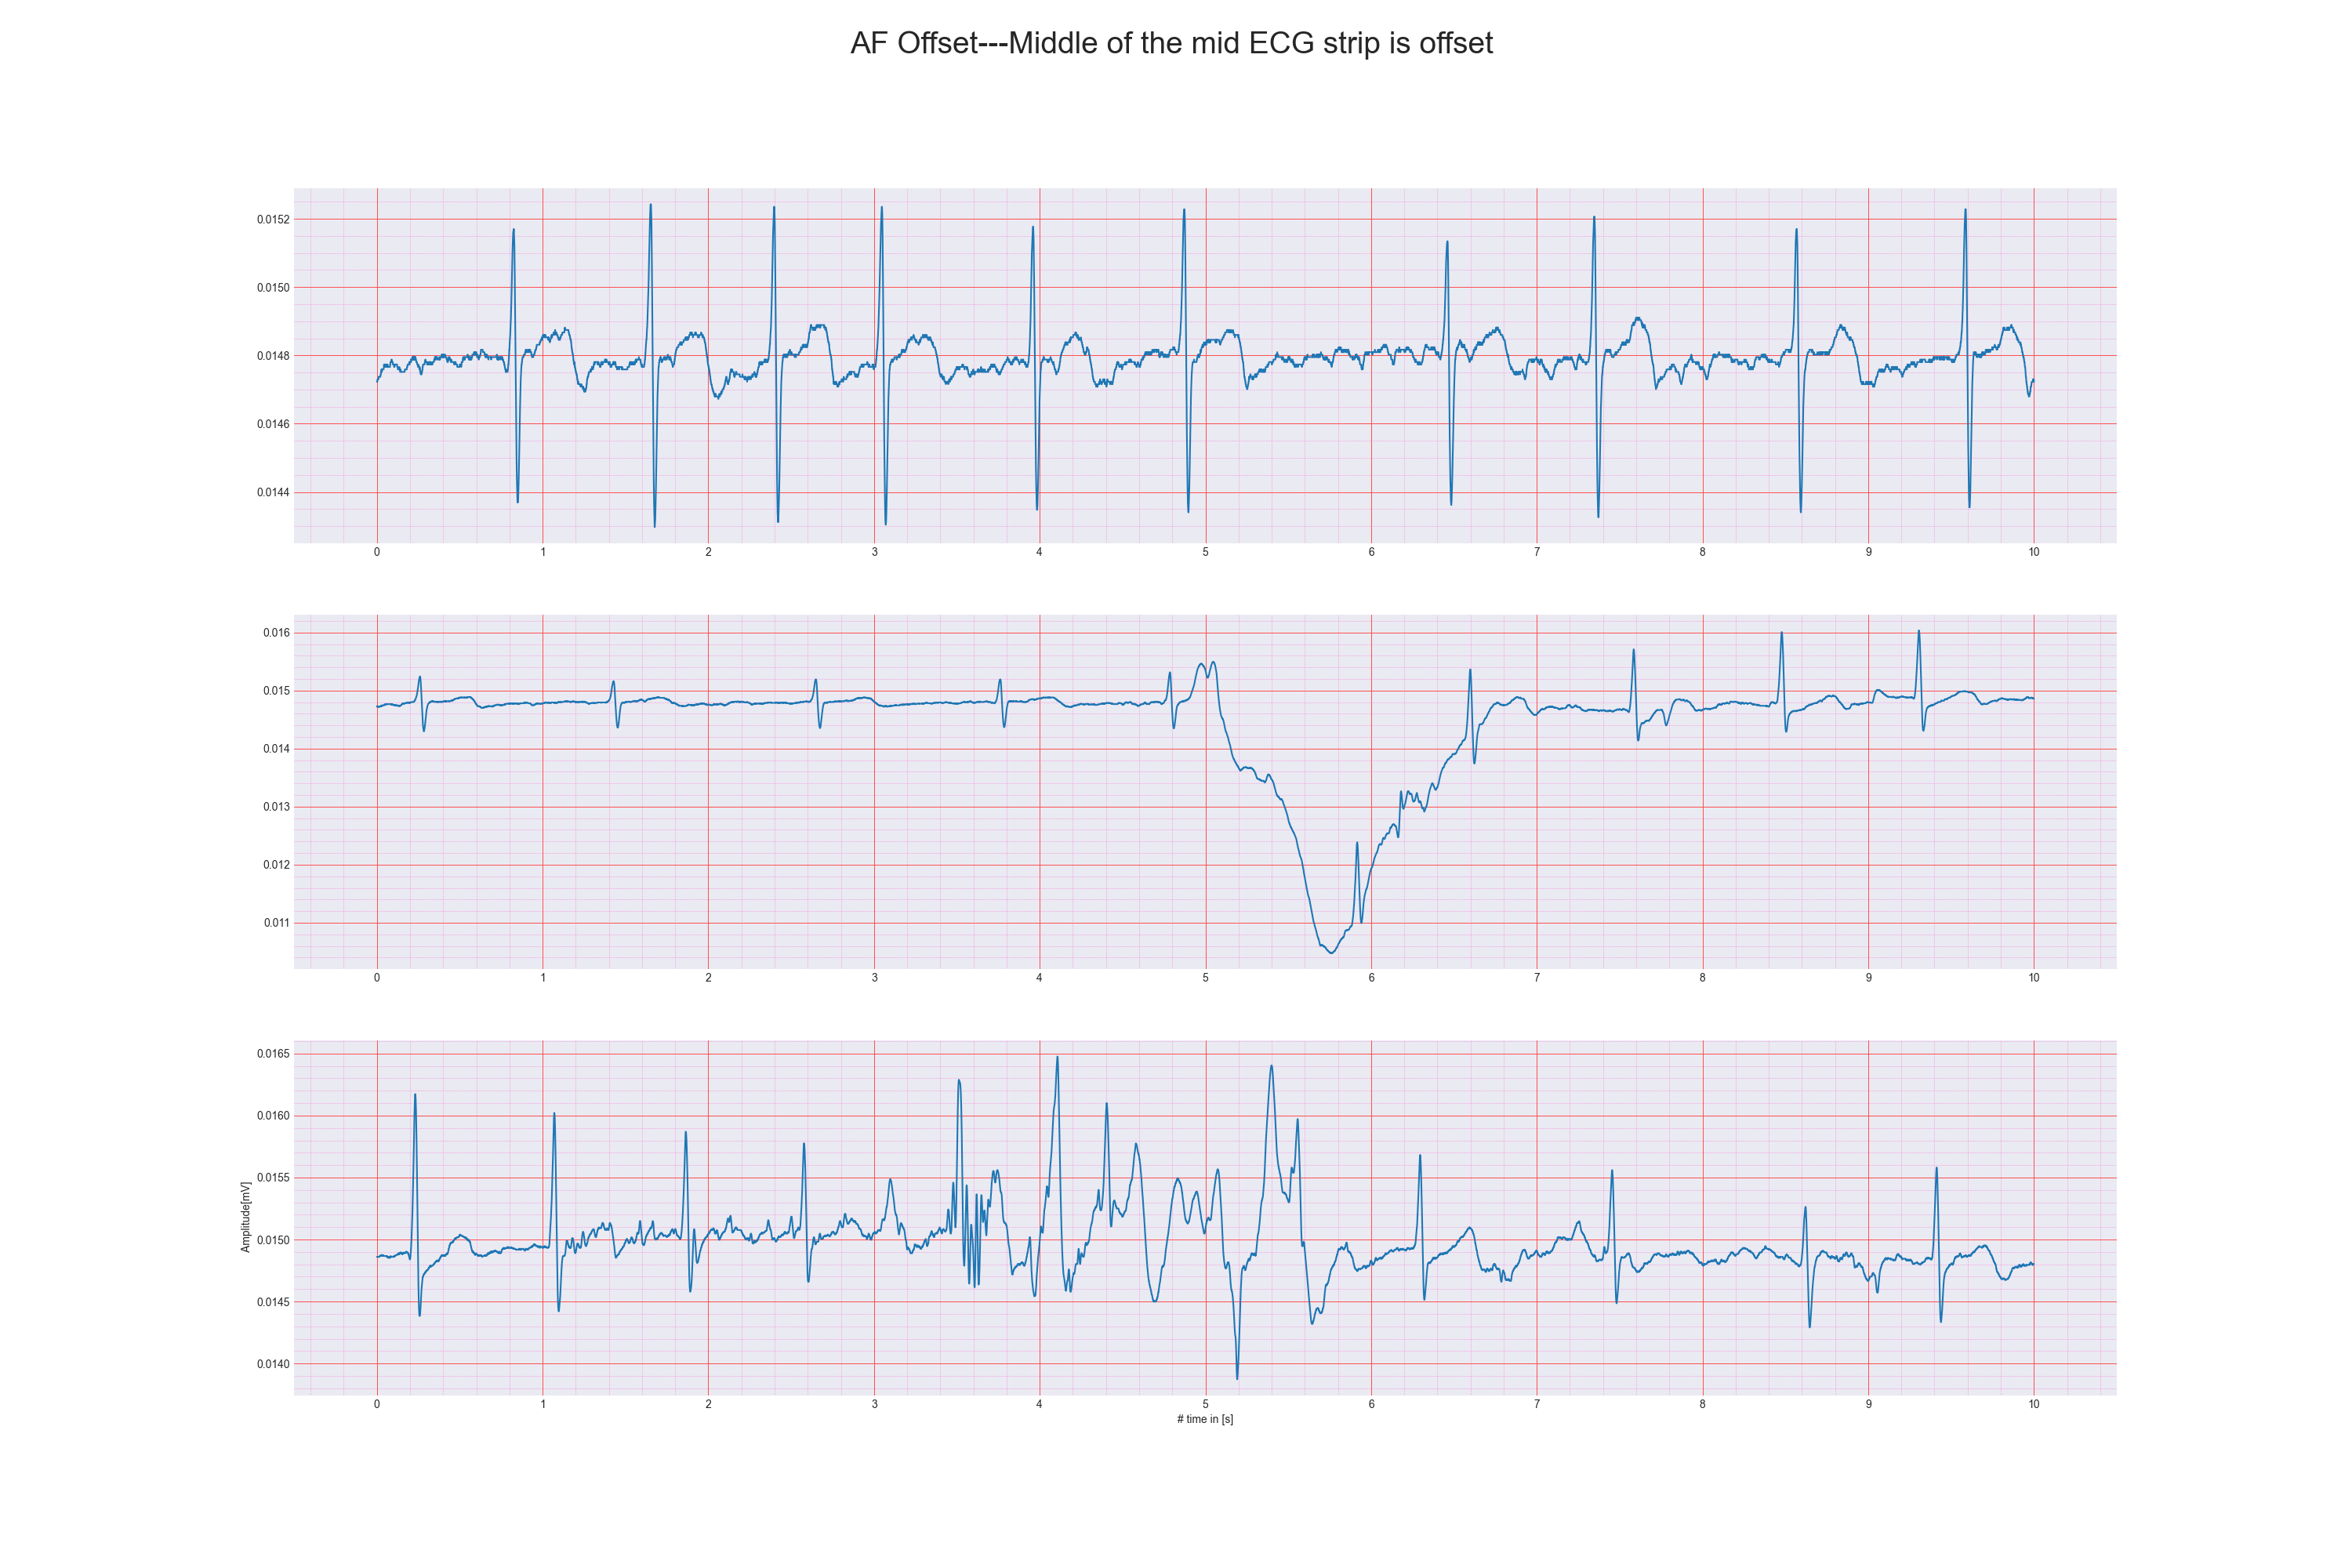 AF Offset---Middle of the mid ECG strip is offset
0.0152
0.0150
0.0148
0.0146
0.0144
0 1 2 3 4 5 6 7 8 9 10
0.016
0.015
0.014
0.013
0.012
0.011
0 1 2 3 4 5 6 7 8 9 10
Amplitude[mV]
0.0165
0.0160
0.0155
0.0150
0.0145
0.0140
0 1 2 3 4 5 6 7 8 9 10
# time in [s]